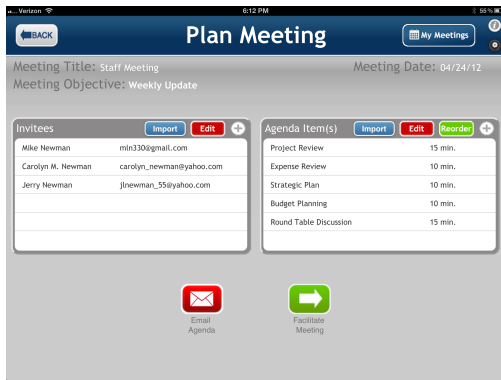 Verizon 6:12 PM 55%
BACK Plan Meeting My Meetings
Meeting Title: Staff Meeting Meeting Date: 04/24/12
Meeting Objective: Weekly Update
Invitees Import Edit
Mike Newman mln330@gmail.com
Carolyn M. Newman carolyn_newman@yahoo.com
Jerry Newman jlnewman_55@yahoo.com
Agenda Item(s) Import Edit Reorder
Project Review 15 min.
Expense Review 10 min.
Strategic Plan 10 min.
Budget Planning 10 min.
Round Table Discussion 15 min.
Email
Agenda
Facilitate
Meeting